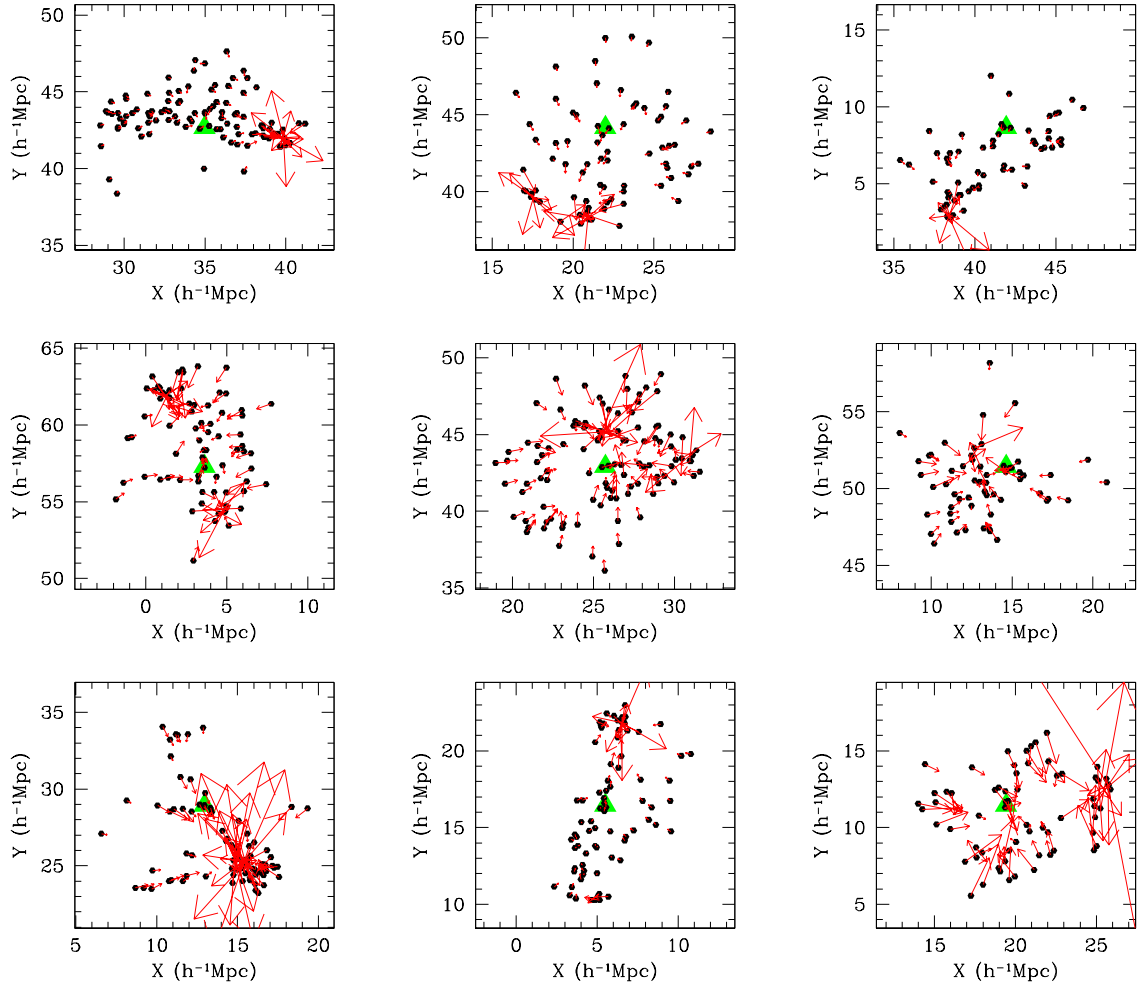 50
45
40
35
30 35 40
X (h⁻¹Mpc)
Y (h⁻¹Mpc)
50
45
40
15 20 25
X (h⁻¹Mpc)
Y (h⁻¹Mpc)
15
10
5
35 40 45
X (h⁻¹Mpc)
Y (h⁻¹Mpc)
65
60
55
50
0 5 10
X (h⁻¹Mpc)
Y (h⁻¹Mpc)
50
45
40
35
20 25 30
X (h⁻¹Mpc)
Y (h⁻¹Mpc)
55
50
45
10 15 20
X (h⁻¹Mpc)
Y (h⁻¹Mpc)
35
30
25
5 10 15 20
X (h⁻¹Mpc)
Y (h⁻¹Mpc)
20
15
10
0 5 10
X (h⁻¹Mpc)
Y (h⁻¹Mpc)
15
10
5
15 20 25
X (h⁻¹Mpc)
Y (h⁻¹Mpc)